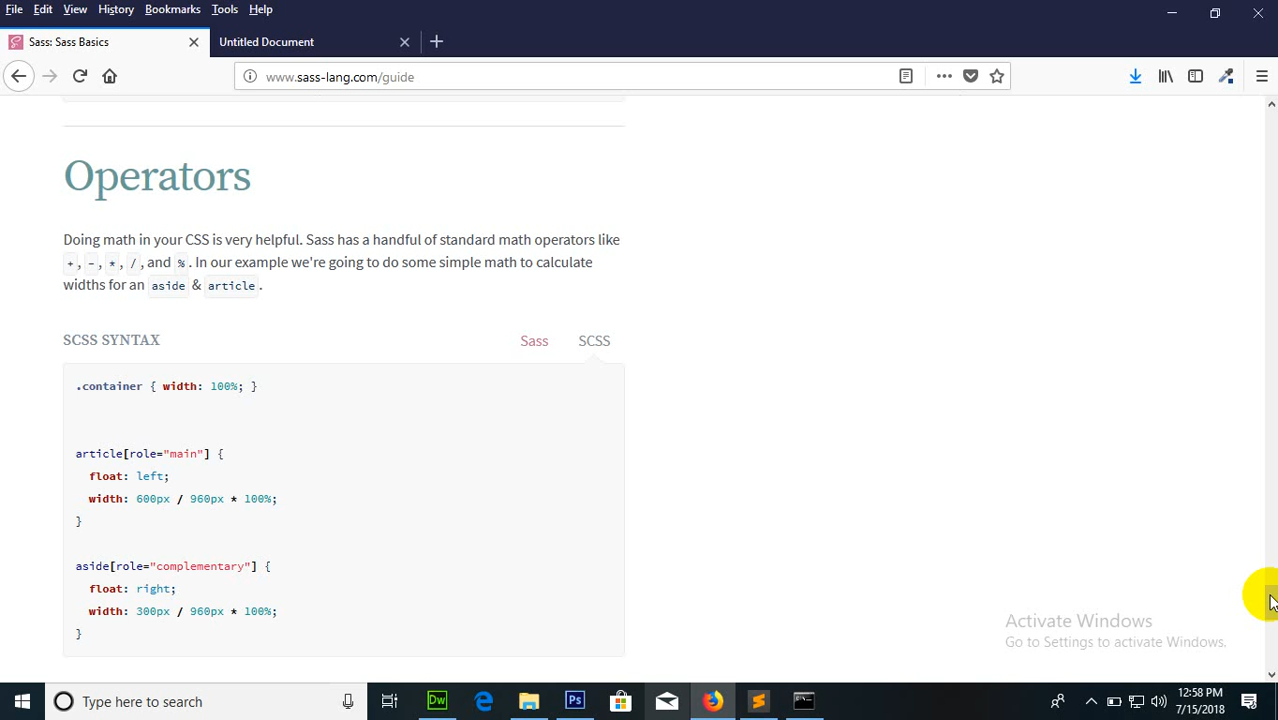 File Edit View History Bookmarks Tools Help
Sass: Sass Basics
Untitled Document
www.sass-lang.com/guide
Operators
Doing math in your CSS is very helpful. Sass has a handful of standard math operators like
+, -, *, /, and %. In our example we're going to do some simple math to calculate
widths for an aside & article.
SCSS SYNTAX Sass SCSS
.container { width: 100%; }
article[role="main"] {
float: left;
width: 600px / 960px * 100%;
}
aside[role="complementary"] {
float: right;
width: 300px / 960px * 100%;
}
Activate Windows
Go to Settings to activate Windows.
Type here to search
Dw
Ps
12:58 PM
7/15/2018